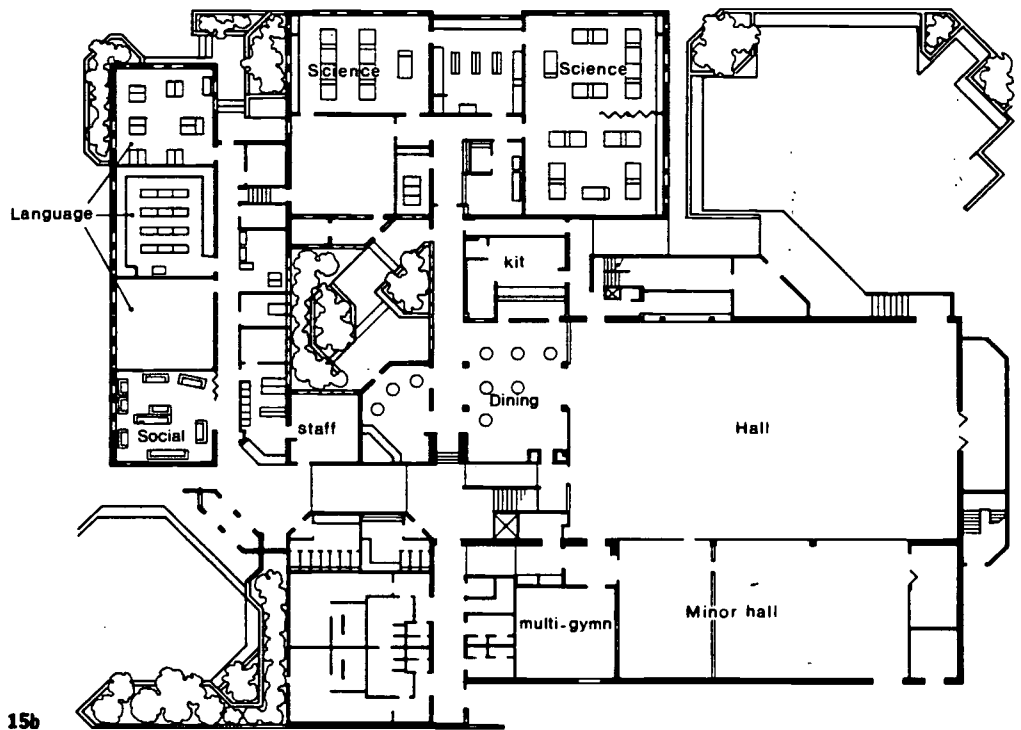 Science
Science
Language
kit
Dining
staff
Hall
Social
Minor hall
multi-gymn
15b